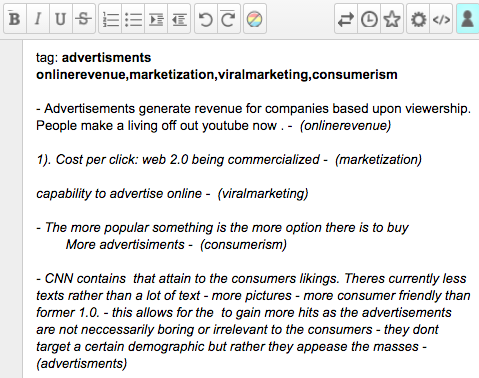 B I U S
tag: advertisments
onlinerevenue,marketization,viralmarketing,consumerism
- Advertisements generate revenue for companies based upon viewership.
People make a living off out youtube now . - (onlinerevenue)
1). Cost per click: web 2.0 being commercialized - (marketization)
capability to advertise online - (viralmarketing)
- The more popular something is the more option there is to buy
More advertisiments - (consumerism)
- CNN contains that attain to the consumers likings. Theres currently less
texts rather than a lot of text - more pictures - more consumer friendly than
former 1.0. - this allows for the to gain more hits as the advertisements
are not neccessarily boring or irrelevant to the consumers - they dont
target a certain demographic but rather they appease the masses -
(advertisments)